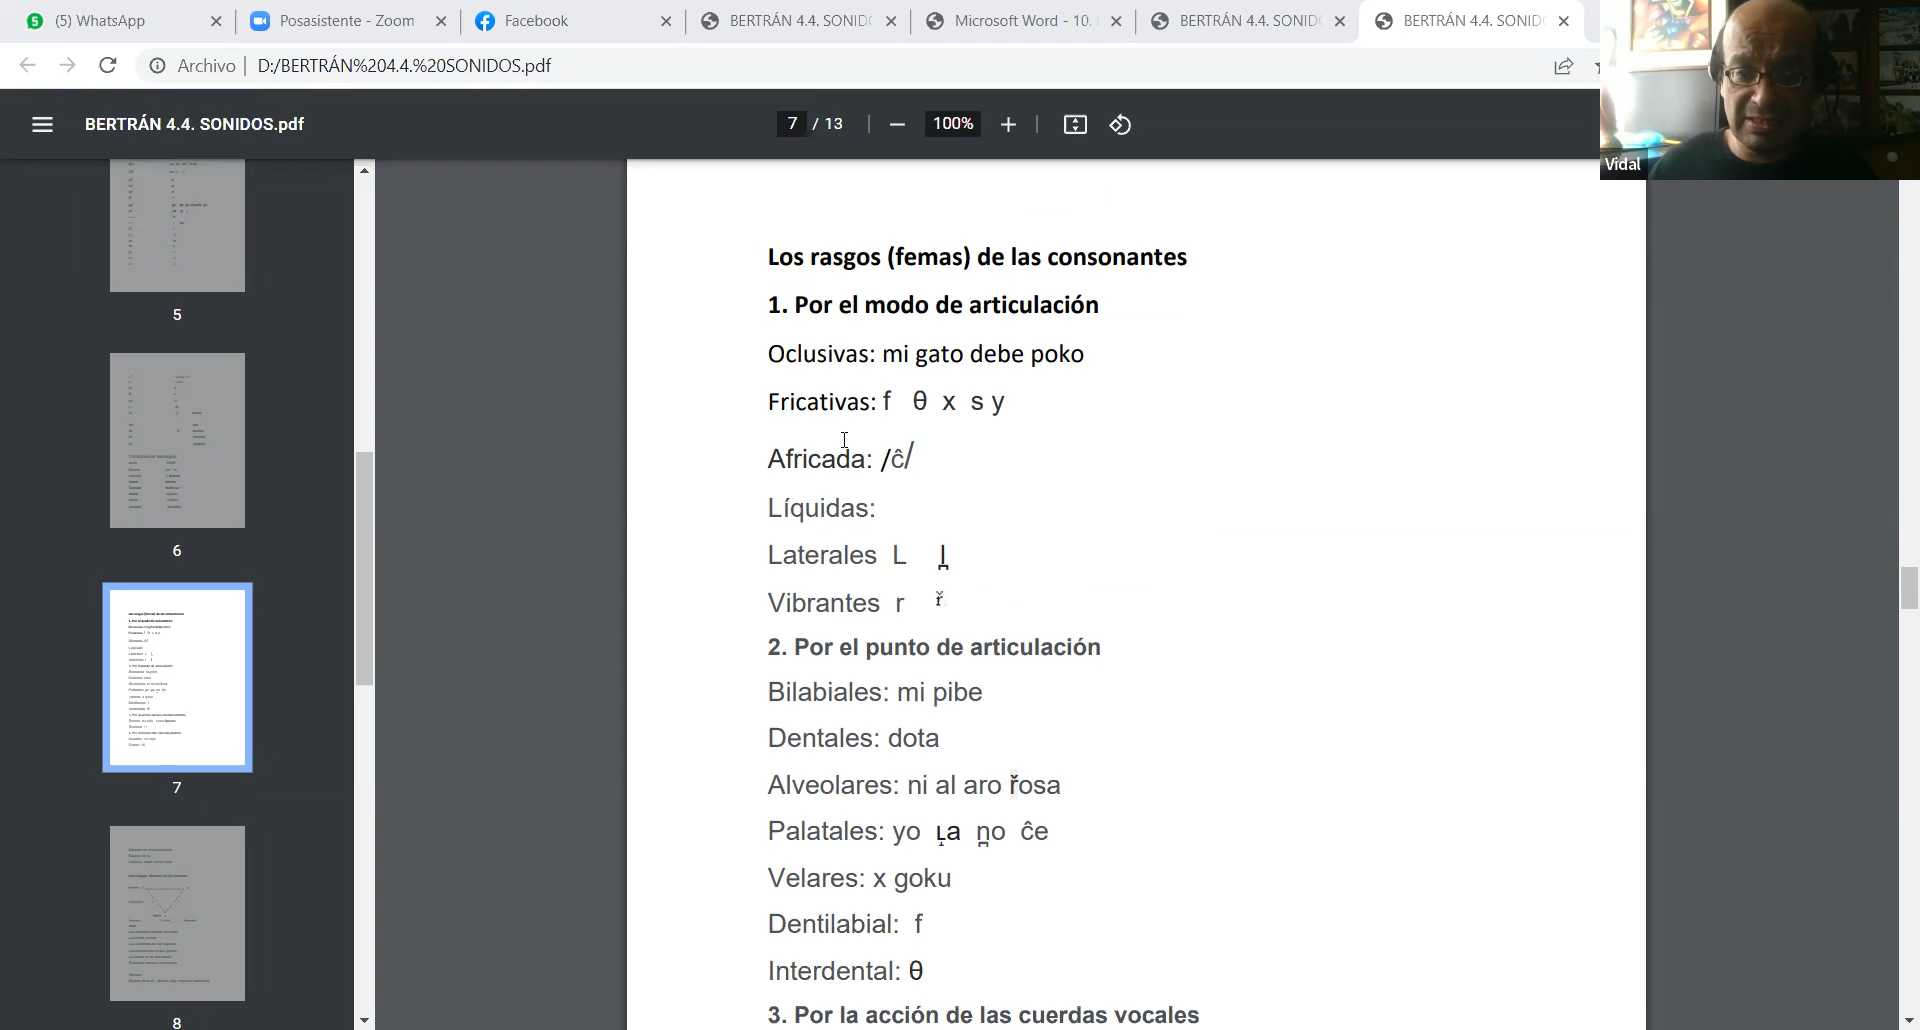 (5) WhatsApp
Posasistente - Zoom
Facebook
BERTRÁN 4.4. SONID
Microsoft Word - 10.
BERTRÁN 4.4. SONID
BERTRÁN 4.4. SONID
Archivo | D:/BERTRÁN%204.4.%20SONIDOS.pdf
BERTRÁN 4.4. SONIDOS.pdf
7 / 13
100%
Vidal
5
6
7
8
Los rasgos (femas) de las consonantes
1. Por el modo de articulación
Oclusivas: mi gato debe poko
Fricativas: f θ x s y
Africada: /ĉ/
Líquidas:
Laterales L l̪
Vibrantes r ř
2. Por el punto de articulación
Bilabiales: mi pibe
Dentales: dota
Alveolares: ni al aro řosa
Palatales: yo ʟ̪a n̪o ĉe
Velares: x goku
Dentilabial: f
Interdental: θ
3. Por la acción de las cuerdas vocales